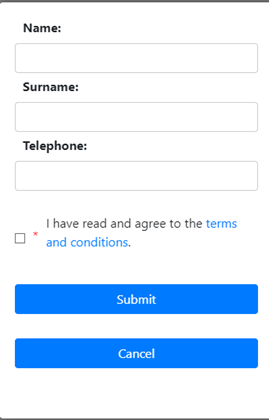 Name:
Surname:
Telephone:
* I have read and agree to the terms
and conditions.
Submit
Cancel